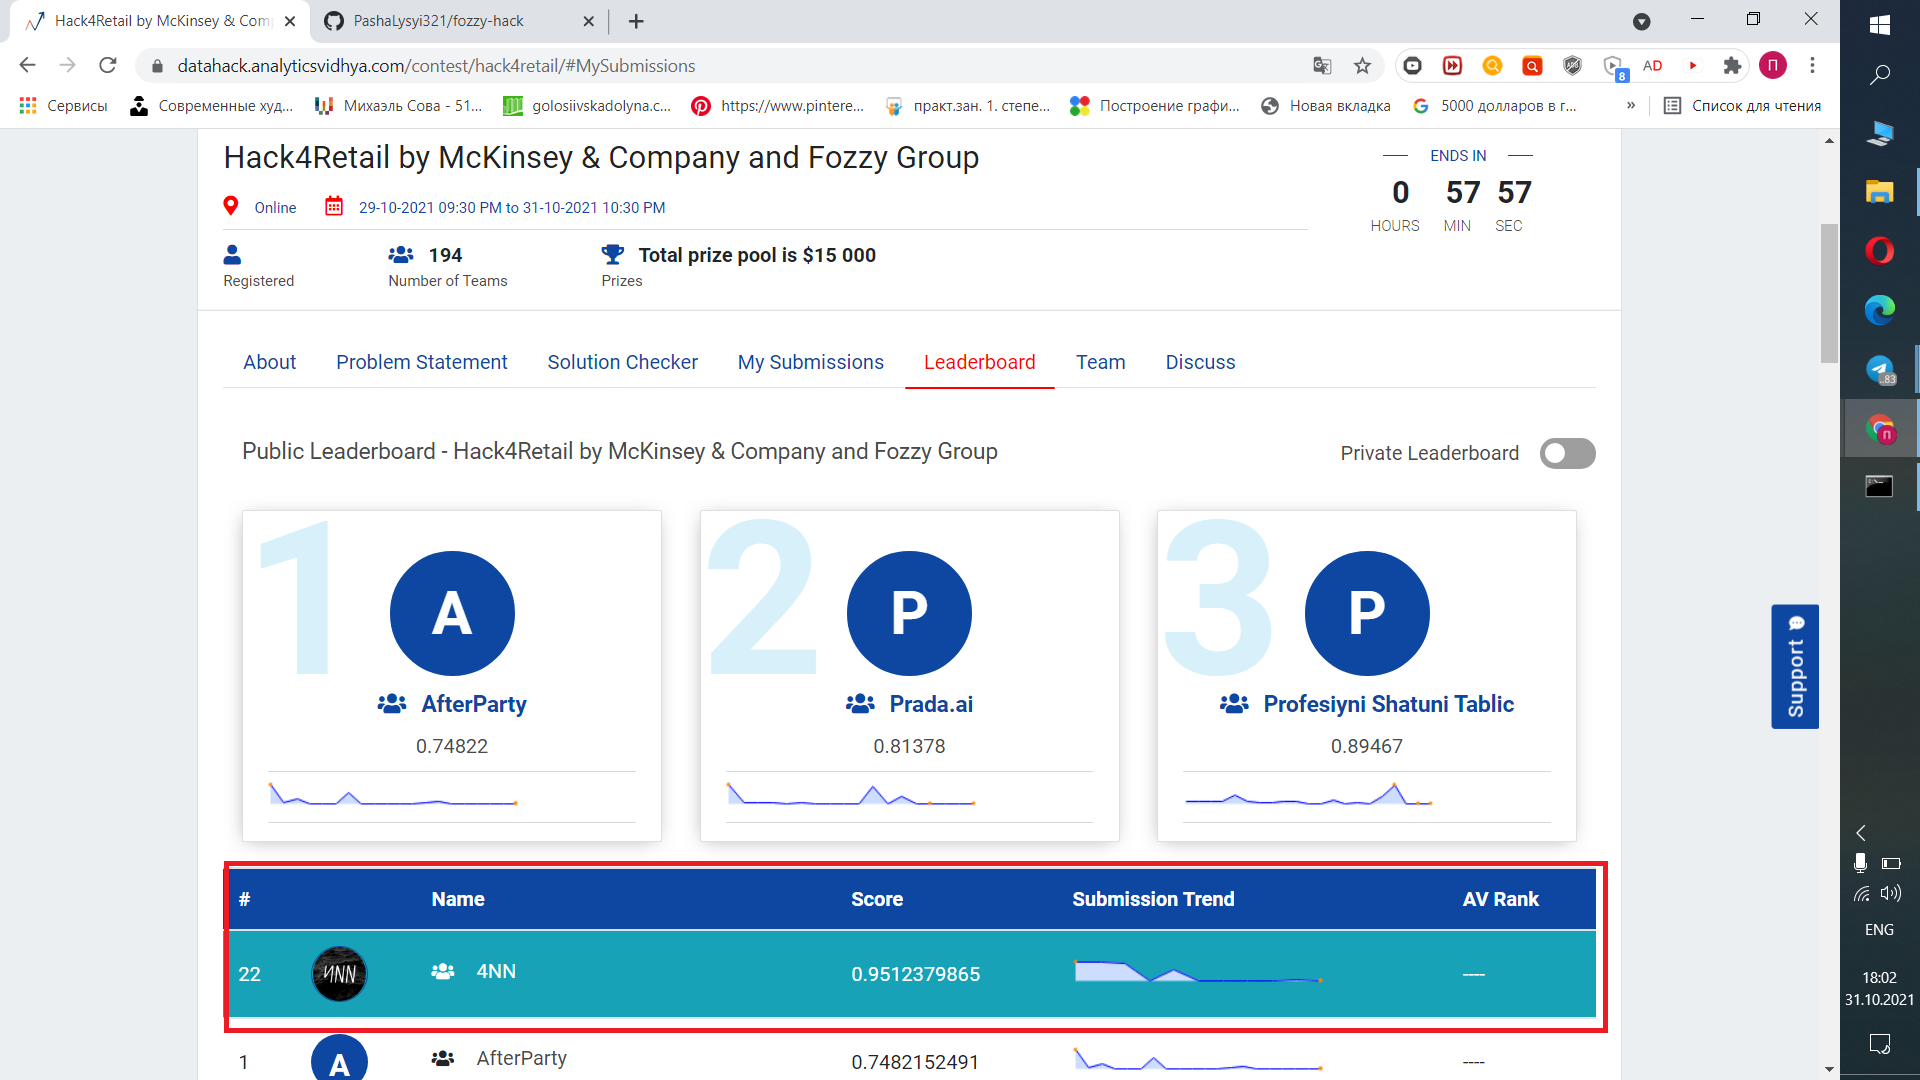 Hack4Retail by McKinsey & Com
PashaLysyi321/fozzy-hack
datahack.analyticsvidhya.com/contest/hack4retail/#MySubmissions
8
AD
П
Сервисы
Современные худ...
Михаэль Сова - 51...
golosiivskadolyna.c...
https://www.pintere...
практ.зан. 1. степе...
Построение графи...
Новая вкладка
5000 долларов в г...
»
Список для чтения
Hack4Retail by McKinsey & Company and Fozzy Group
ENDS IN
0 57 57
HOURS MIN SEC
Online
29-10-2021 09:30 PM to 31-10-2021 10:30 PM
194
Total prize pool is $15 000
Registered
Number of Teams
Prizes
About
Problem Statement
Solution Checker
My Submissions
Leaderboard
Team
Discuss
Public Leaderboard - Hack4Retail by McKinsey & Company and Fozzy Group
Private Leaderboard
1
A
AfterParty
0.74822
2
P
Prada.ai
0.81378
3
P
Profesiyni Shatuni Tablic
0.89467
Support
# Name Score Submission Trend AV Rank
22 4NN 4NN 0.9512379865 ----
1 A AfterParty 0.7482152491 ----
..83
П
ENG
18:02
31.10.2021